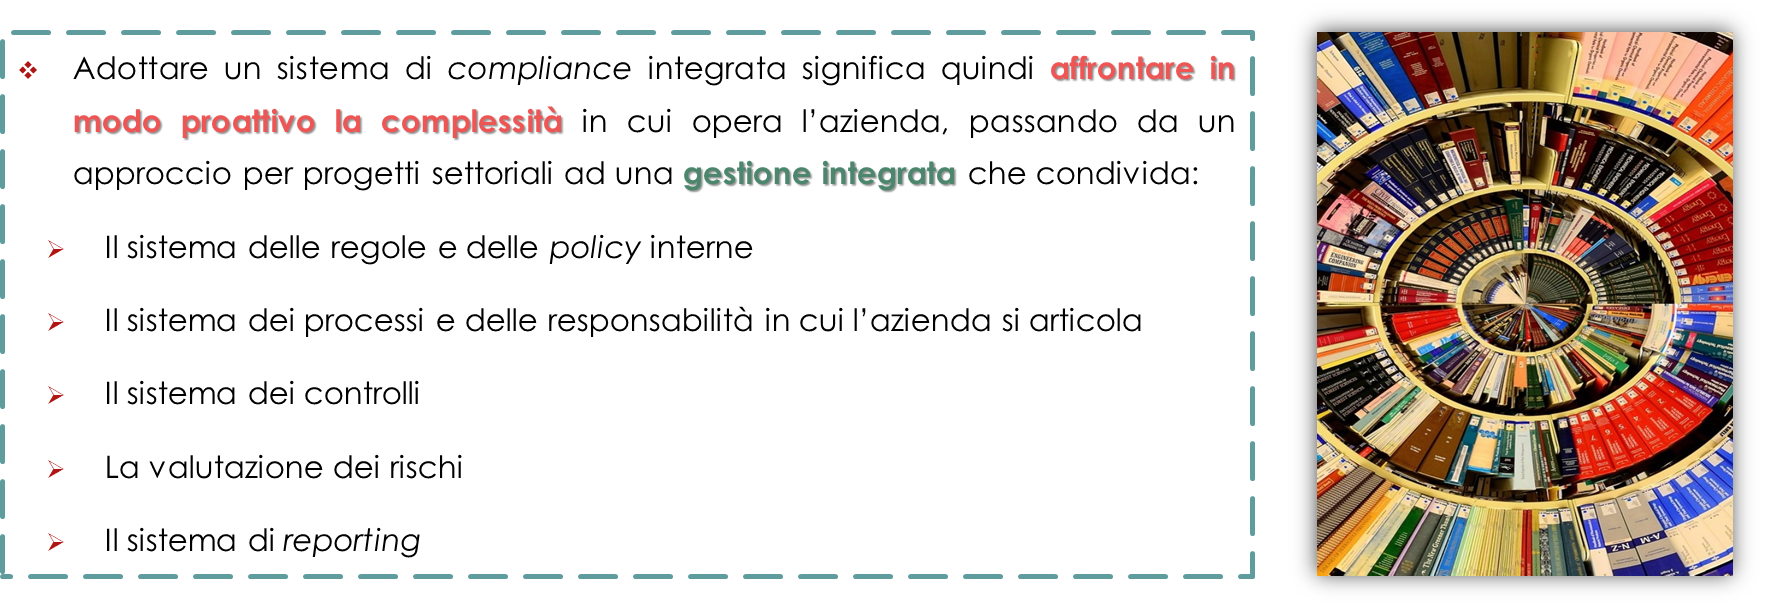 ❖ Adottare un sistema di compliance integrata significa quindi affrontare in
modo proattivo la complessità in cui opera l’azienda, passando da un
approccio per progetti settoriali ad una gestione integrata che condivida:
➢ Il sistema delle regole e delle policy interne
➢ Il sistema dei processi e delle responsabilità in cui l’azienda si articola
➢ Il sistema dei controlli
➢ La valutazione dei rischi
➢ Il sistema di reporting
ENGINEERING
COMPANION
A-M
N-Z